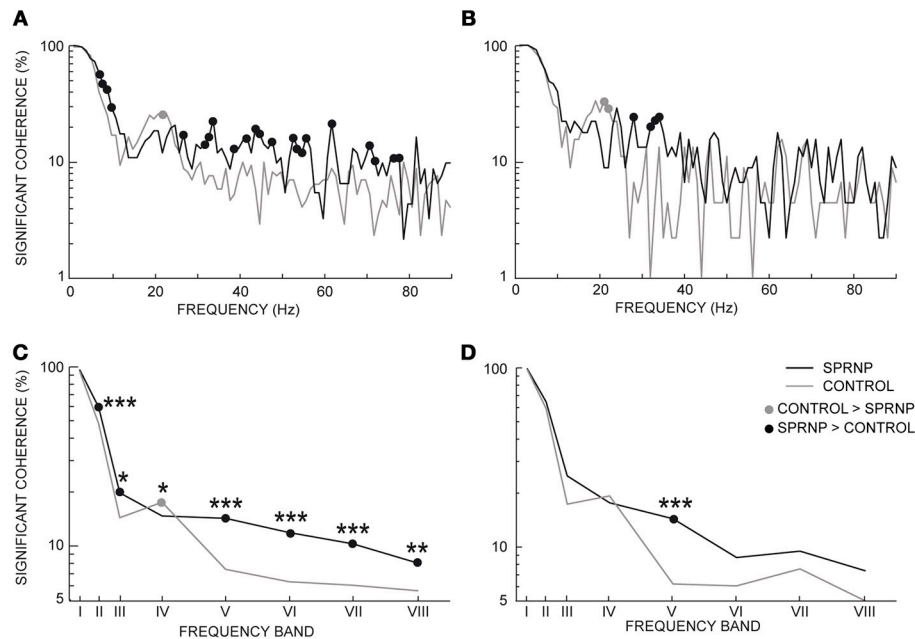 A
B
SIGNIFICANT COHERENCE (%)
100
10
1
0 20 40 60 80
FREQUENCY (Hz)
100
10
1
0 20 40 60 80
FREQUENCY (Hz)
C
D
SIGNIFICANT COHERENCE (%)
100
10
5
***
*
*
***
***
***
**
I II III IV V VI VII VIII
FREQUENCY BAND
100
10
5
SPRNP
CONTROL
CONTROL > SPRNP
SPRNP > CONTROL
***
I II III IV V VI VII VIII
FREQUENCY BAND